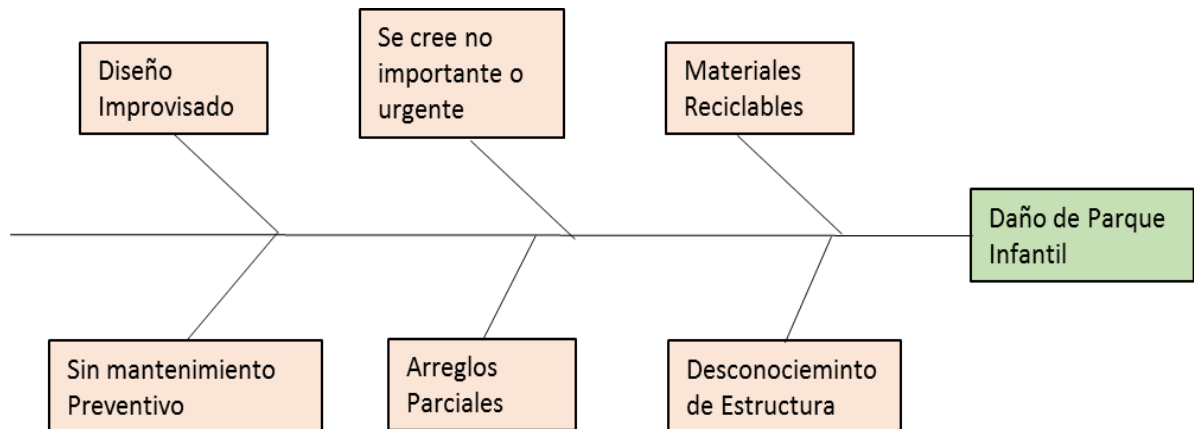 Diseño
Improvisado
Se cree no
importante o
urgente
Materiales
Reciclables
Daño de Parque
Infantil
Sin mantenimiento
Preventivo
Arreglos
Parciales
Desconocieminto
de Estructura